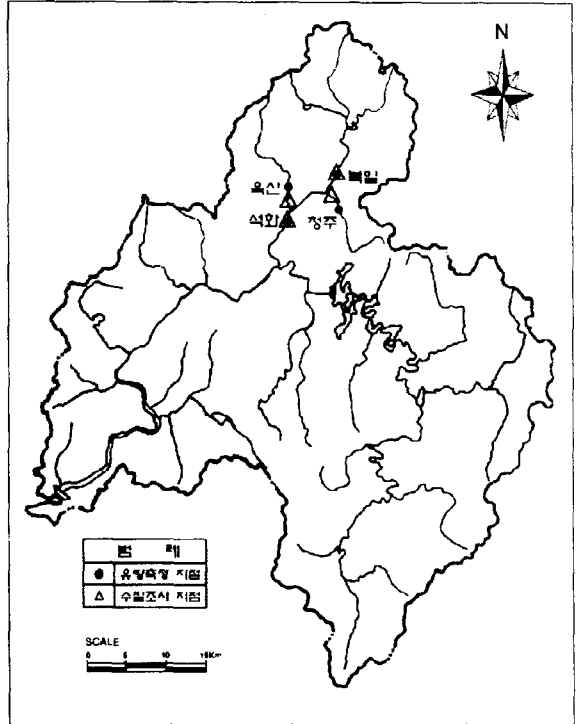 N
북일
옥산
석화
청주
범 례
● 유량측정 지점
△ 수질조사 지점
SCALE
0 5 10 15Km